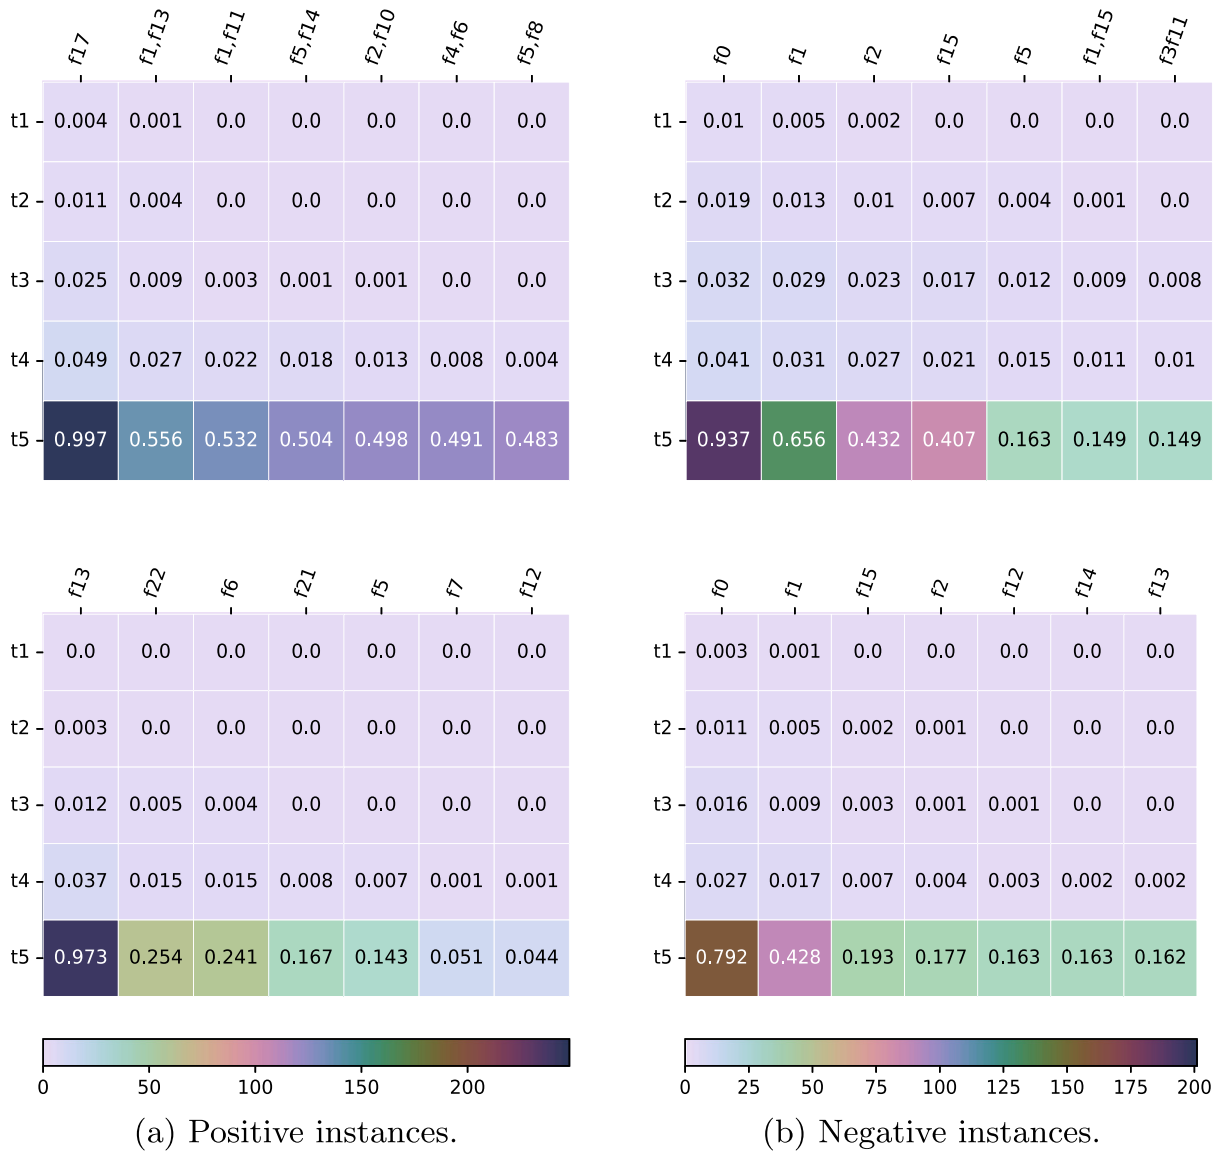 f17 f1,f13 f1,f11 f5,f14 f2,f10 f4,f6 f5,f8
t1 0.004 0.001 0.0 0.0 0.0 0.0 0.0
t2 0.011 0.004 0.0 0.0 0.0 0.0 0.0
t3 0.025 0.009 0.003 0.001 0.001 0.0 0.0
t4 0.049 0.027 0.022 0.018 0.013 0.008 0.004
t5 0.997 0.556 0.532 0.504 0.498 0.491 0.483
f13 f22 f6 f21 f5 f7 f12
t1 0.0 0.0 0.0 0.0 0.0 0.0 0.0
t2 0.003 0.0 0.0 0.0 0.0 0.0 0.0
t3 0.012 0.005 0.004 0.0 0.0 0.0 0.0
t4 0.037 0.015 0.015 0.008 0.007 0.001 0.001
t5 0.973 0.254 0.241 0.167 0.143 0.051 0.044
0 50 100 150 200
(a) Positive instances.
f0 f1 f2 f15 f5 f1,f15 f3f11
t1 0.01 0.005 0.002 0.0 0.0 0.0 0.0
t2 0.019 0.013 0.01 0.007 0.004 0.001 0.0
t3 0.032 0.029 0.023 0.017 0.012 0.009 0.008
t4 0.041 0.031 0.027 0.021 0.015 0.011 0.01
t5 0.937 0.656 0.432 0.407 0.163 0.149 0.149
f0 f1 f15 f2 f12 f14 f13
t1 0.003 0.001 0.0 0.0 0.0 0.0 0.0
t2 0.011 0.005 0.002 0.001 0.0 0.0 0.0
t3 0.016 0.009 0.003 0.001 0.001 0.0 0.0
t4 0.027 0.017 0.007 0.004 0.003 0.002 0.002
t5 0.792 0.428 0.193 0.177 0.163 0.163 0.162
0 25 50 75 100 125 150 175 200
(b) Negative instances.